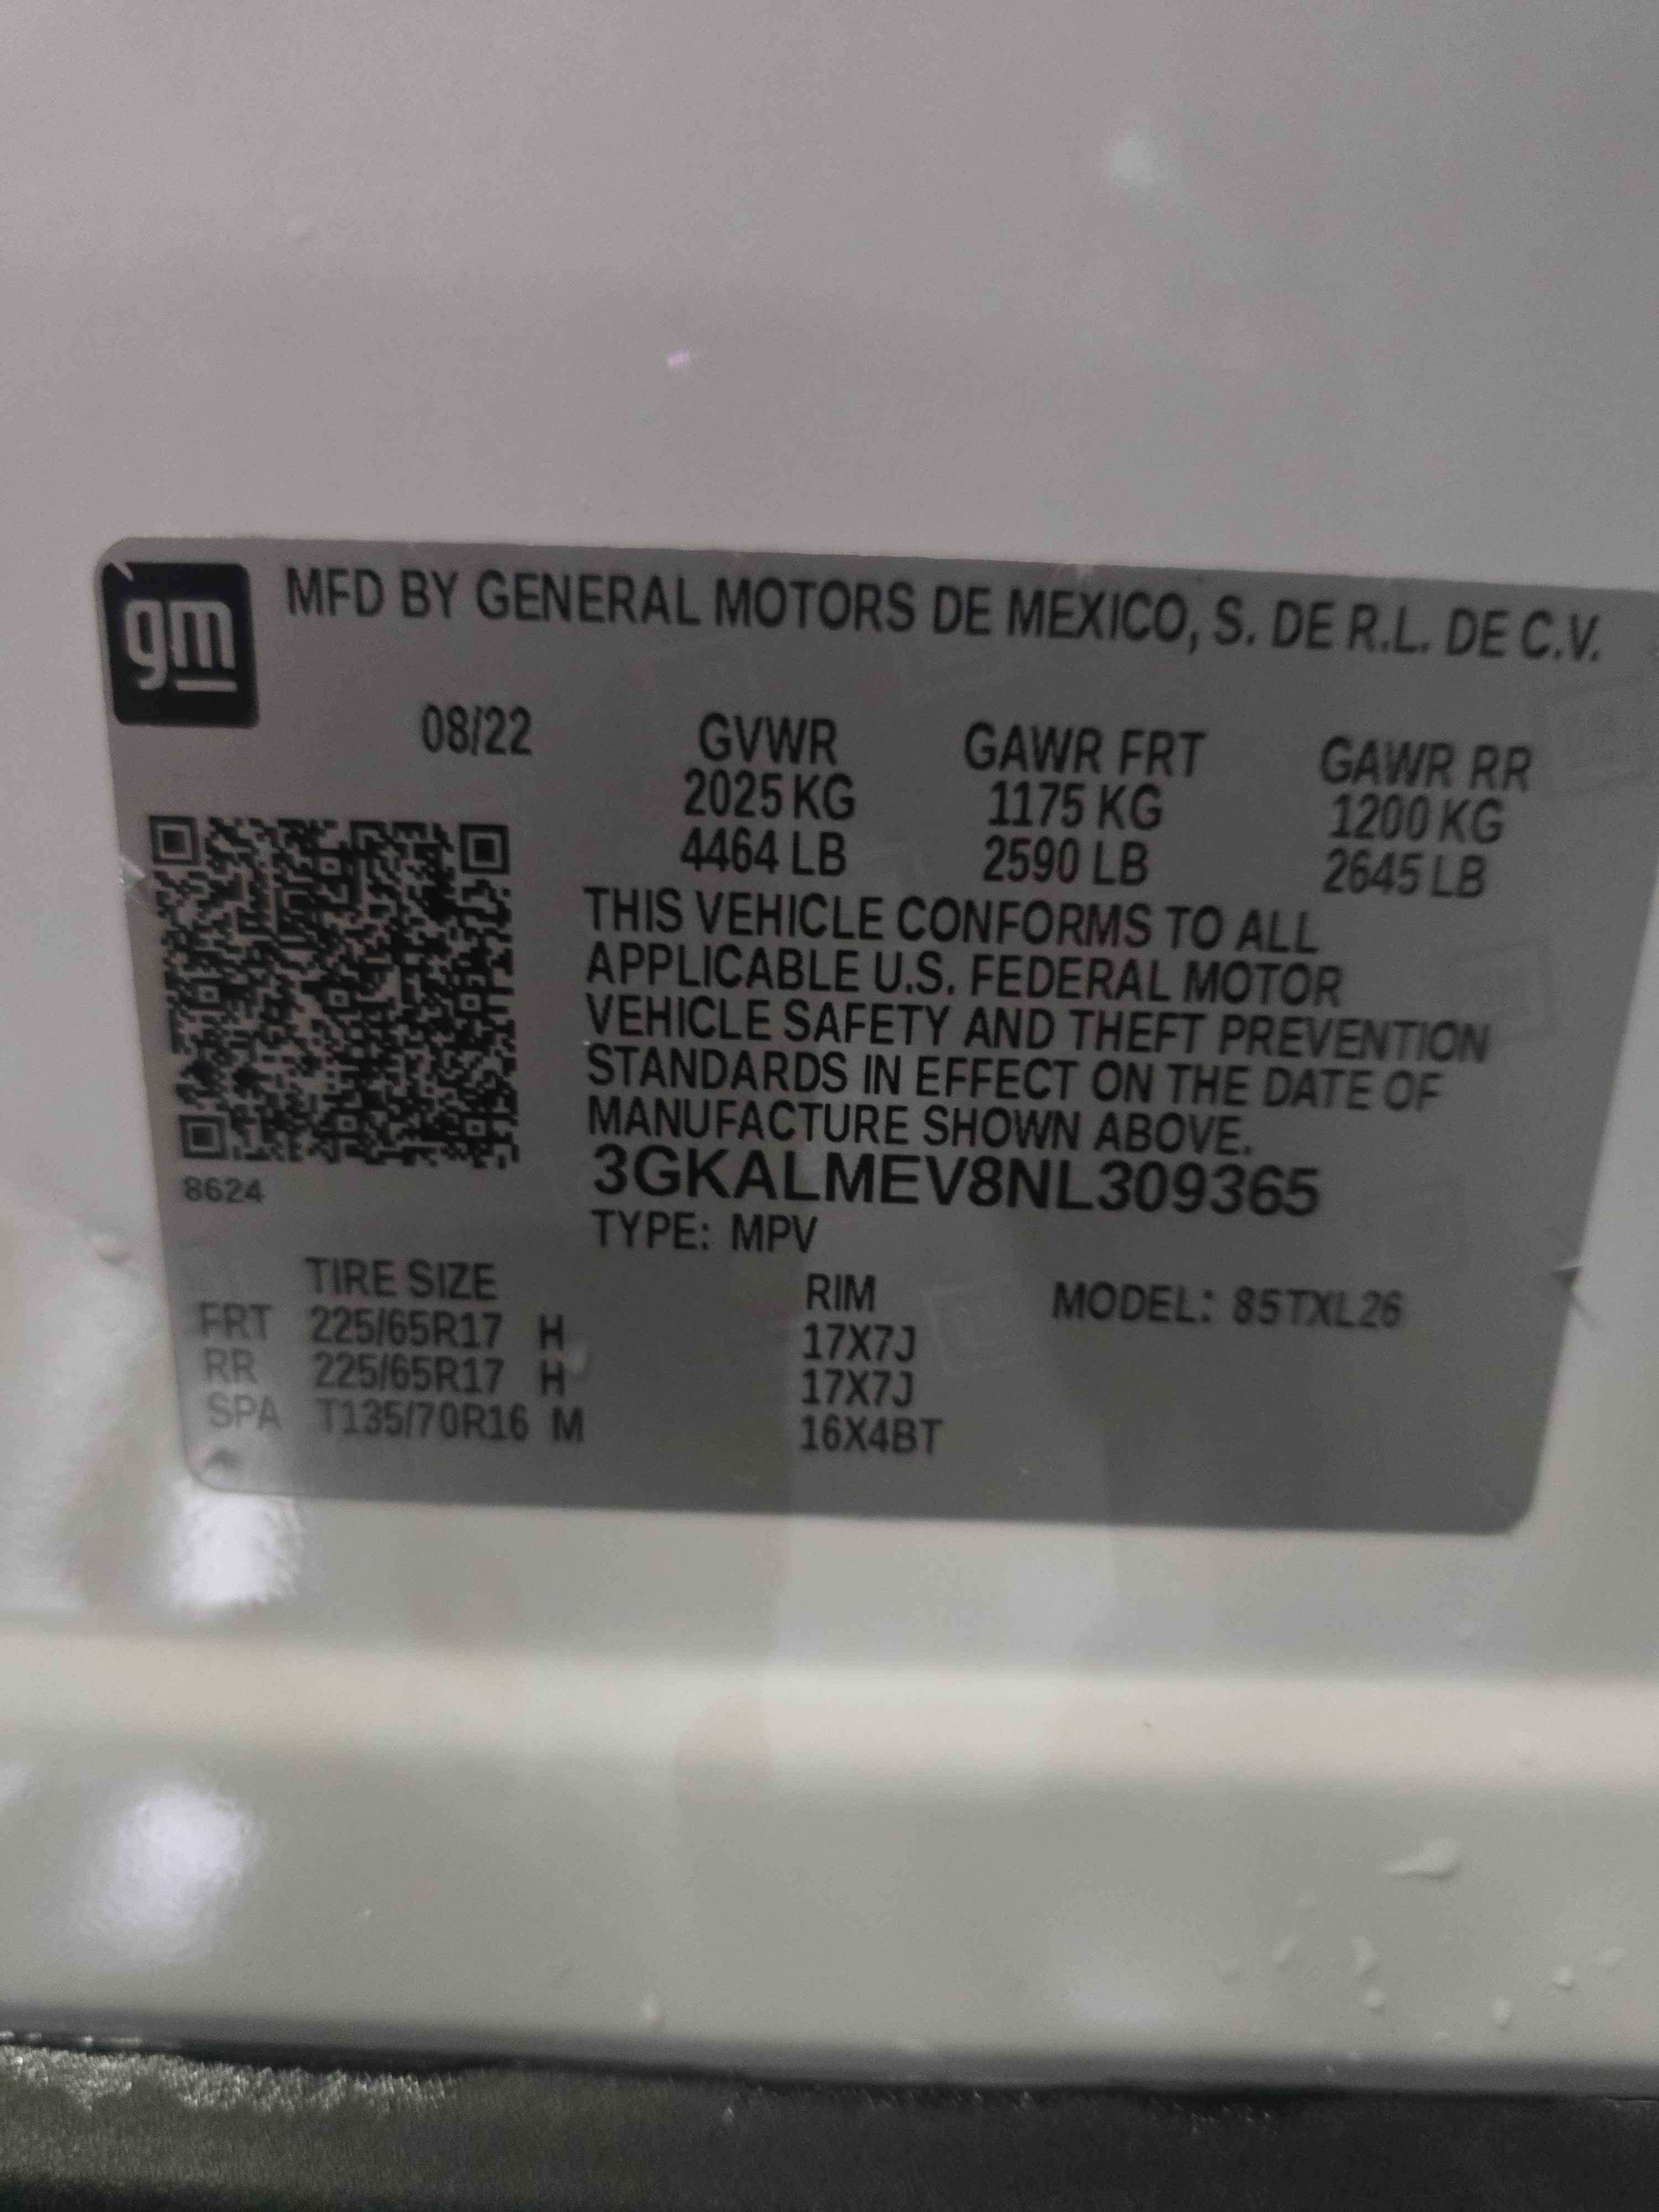 gm
MFD BY GENERAL MOTORS DE MEXICO, S. DE R.L. DE C.V.
08/22 GVWR GAWR FRT GAWR RR
2025 KG 1175 KG 1200 KG
4464 LB 2590 LB 2645 LB
THIS VEHICLE CONFORMS TO ALL
APPLICABLE U.S. FEDERAL MOTOR
VEHICLE SAFETY AND THEFT PREVENTION
STANDARDS IN EFFECT ON THE DATE OF
MANUFACTURE SHOWN ABOVE.
3GKALMEV8NL309365
8624
TYPE: MPV
TIRE SIZE RIM MODEL: 85TXL26
FRT 225/65R17 H 17X7J
RR 225/65R17 H 17X7J
SPA T135/70R16 M 16X4BT